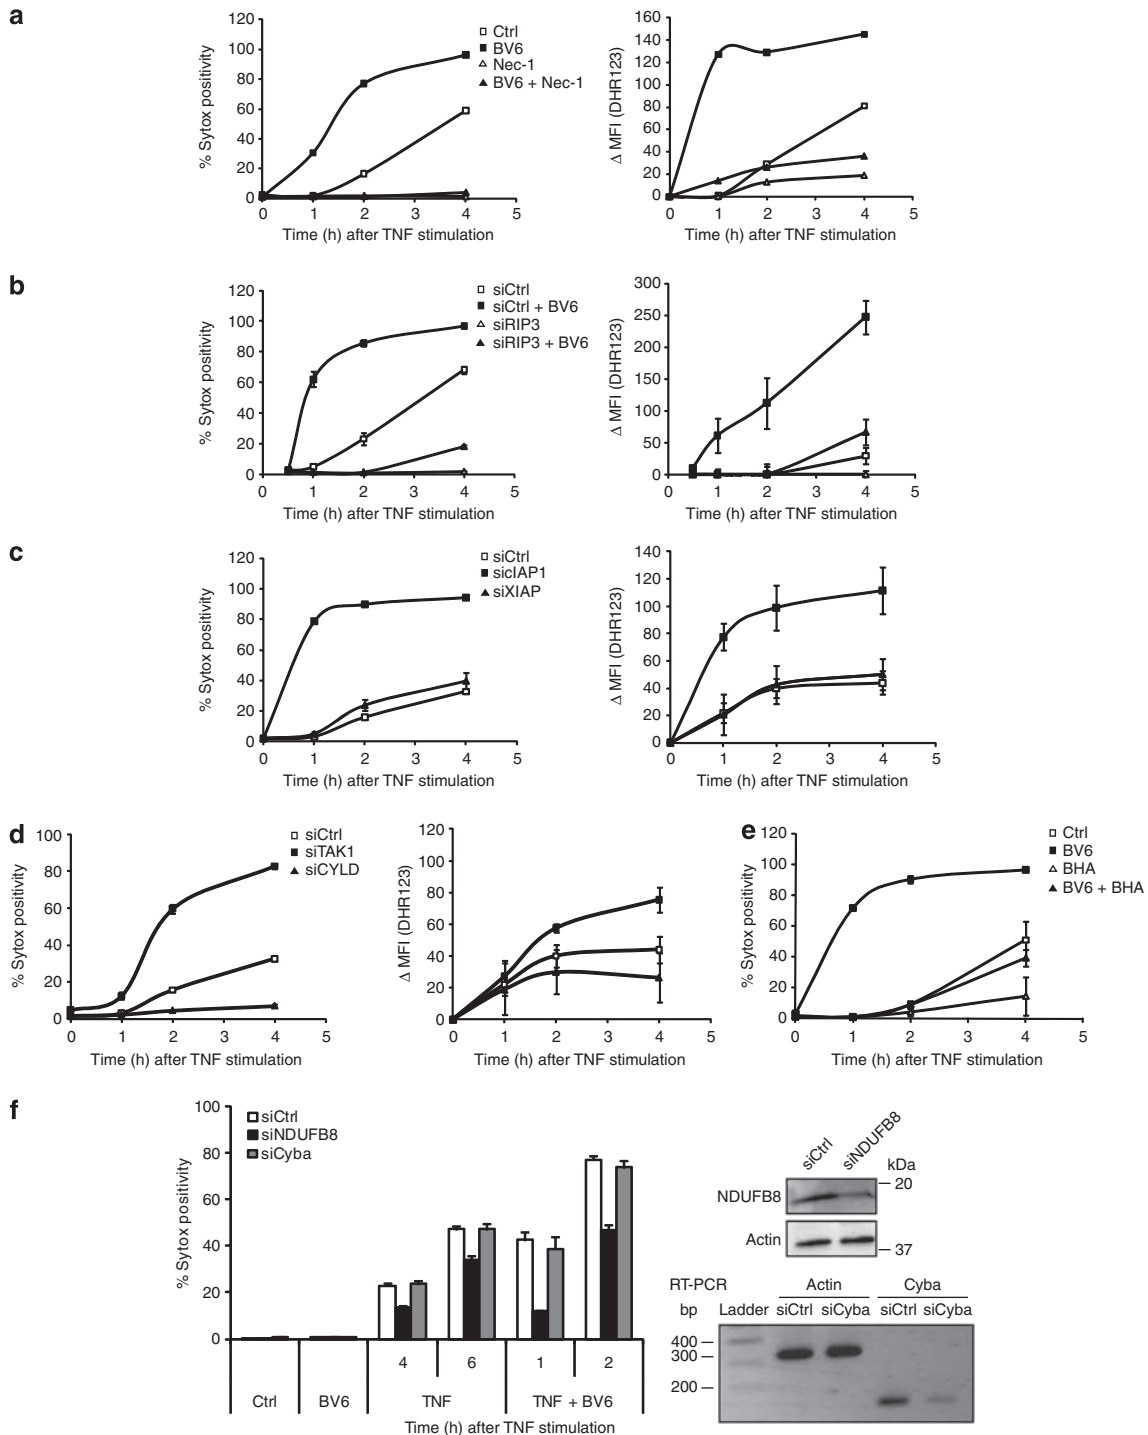 a
120
100
80
60
40
20
0
% Sytox positivity
0 1 2 3 4 5
Time (h) after TNF stimulation
Ctrl
BV6
Nec-1
BV6 + Nec-1
160
140
120
100
80
60
40
20
0
Δ MFI (DHR123)
0 1 2 3 4 5
Time (h) after TNF stimulation
b
120
100
80
60
40
20
0
% Sytox positivity
0 1 2 3 4 5
Time (h) after TNF stimulation
siCtrl
siCtrl + BV6
siRIP3
siRIP3 + BV6
300
250
200
150
100
50
0
Δ MFI (DHR123)
0 1 2 3 4 5
Time (h) after TNF stimulation
c
120
100
80
60
40
20
0
% Sytox positivity
0 1 2 3 4 5
Time (h) after TNF stimulation
siCtrl
sicIAP1
siXIAP
140
120
100
80
60
40
20
0
Δ MFI (DHR123)
0 1 2 3 4 5
Time (h) after TNF stimulation
d
100
80
60
40
20
0
% Sytox positivity
0 1 2 3 4 5
Time (h) after TNF stimulation
siCtrl
siTAK1
siCYLD
120
100
80
60
40
20
0
Δ MFI (DHR123)
0 1 2 3 4 5
Time (h) after TNF stimulation
e
120
100
80
60
40
20
0
% Sytox positivity
0 1 2 3 4 5
Time (h) after TNF stimulation
Ctrl
BV6
BHA
BV6 + BHA
f
100
80
60
40
20
0
% Sytox positivity
siCtrl
siNDUFB8
siCyba
4 6 1 2
Ctrl BV6 TNF TNF + BV6
Time (h) after TNF stimulation
siCtrl siNDUFB8 kDa
NDUFB8
20
Actin
37
RT-PCR Actin Cyba
bp Ladder siCtrl siCyba siCtrl siCyba
400
300
200